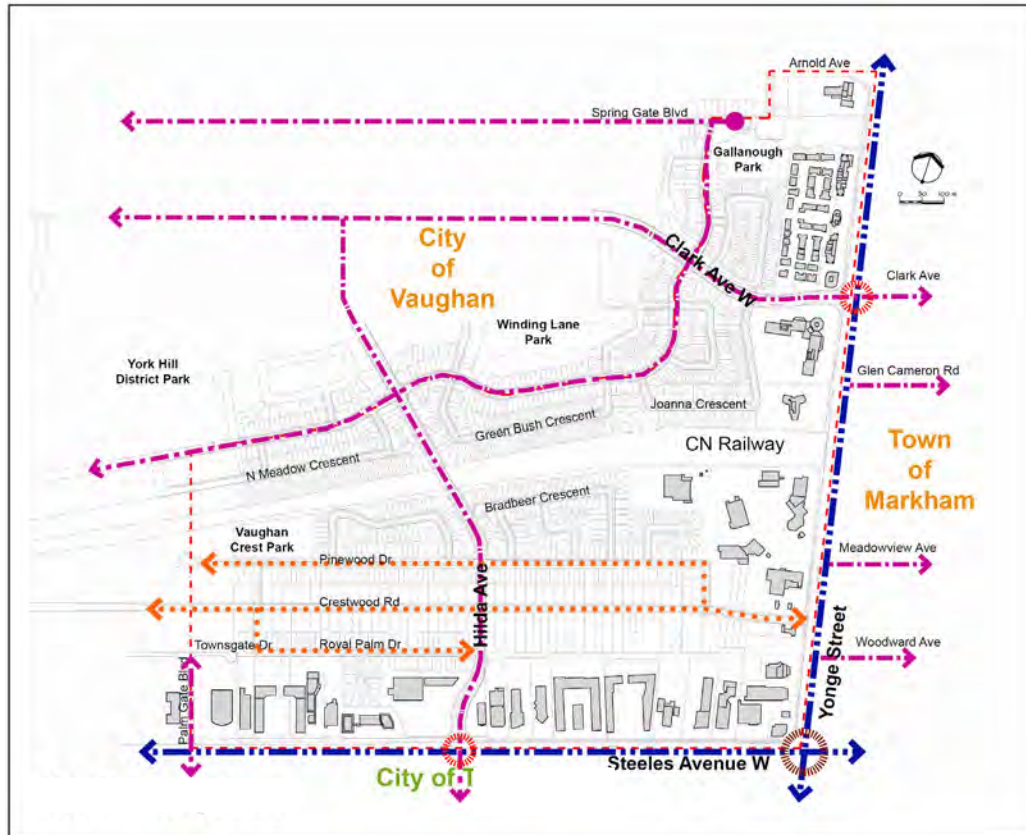 Arnold Ave
Spring Gate Blvd
Gallanough
Park
0 50 100 m
City
of
Vaughan
Clark Ave W
Clark Ave
Winding Lane
Park
York Hill
District Park
Glen Cameron Rd
Joanna Crescent
Green Bush Crescent
CN Railway
Town
of
Markham
N Meadow Crescent
Bradbeer Crescent
Vaughan
Crest Park
Pinewood Dr
Meadowview Ave
Hilda Ave
Crestwood Rd
Yonge Street
Townsgate Dr
Royal Palm Dr
Woodward Ave
Palm Gate Blvd
Steeles Avenue W
City of T